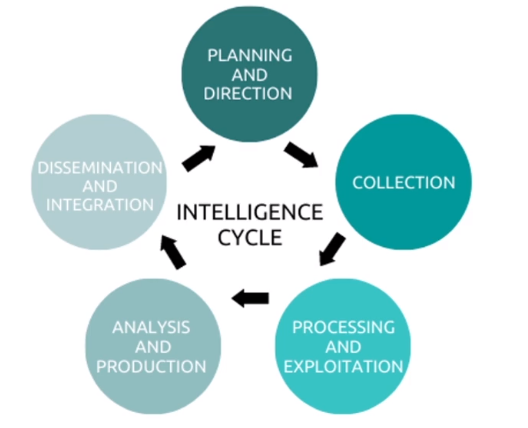 PLANNING
AND
DIRECTION
COLLECTION
PROCESSING
AND
EXPLOITATION
ANALYSIS
AND
PRODUCTION
DISSEMINATION
AND
INTEGRATION
INTELLIGENCE
CYCLE